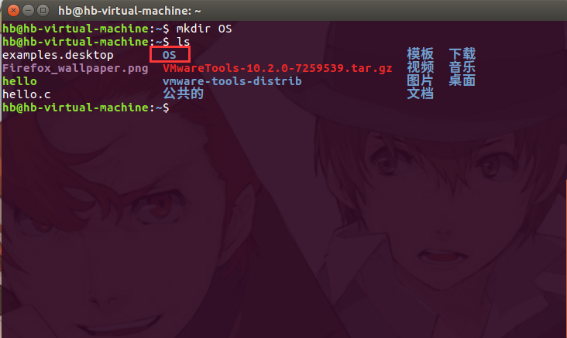 hb@hb-virtual-machine: ~
hb@hb-virtual-machine:~$ mkdir OS
hb@hb-virtual-machine:~$ ls
examples.desktop OS 模板 下载
Firefox_wallpaper.png VMwareTools-10.2.0-7259539.tar.gz 视频 音乐
hello vmware-tools-distrib 图片 桌面
hello.c 公共的 文档
hb@hb-virtual-machine:~$